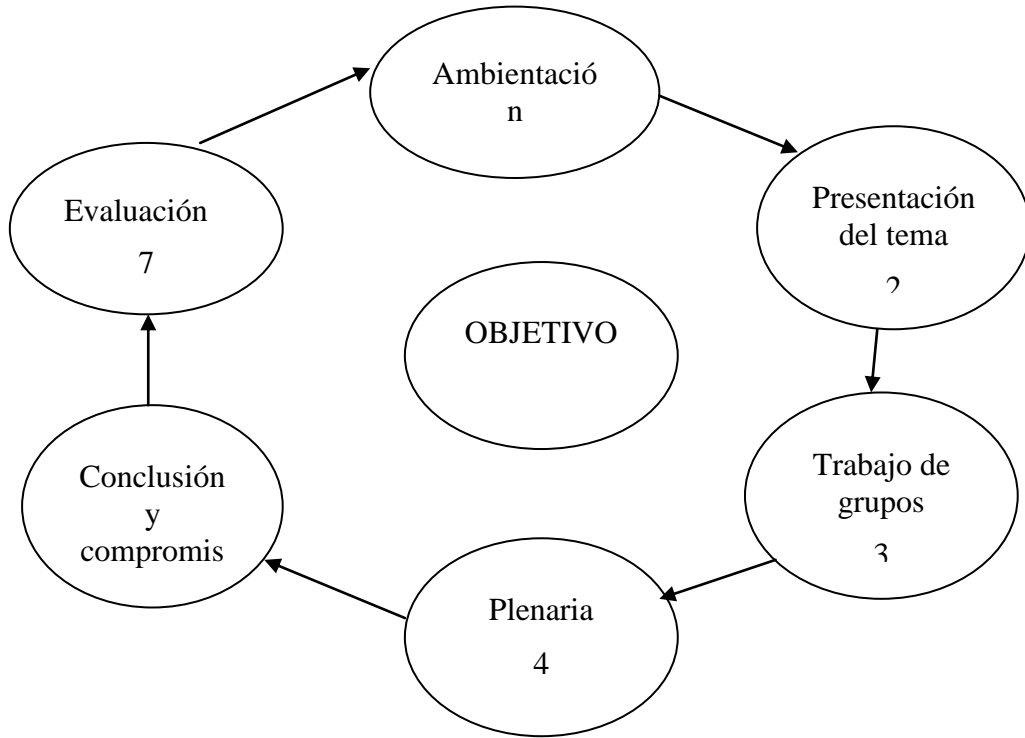 Ambientació
n
Presentación
del tema
2
Trabajo de
grupos
3
Plenaria
4
Conclusión
y
compromis
Evaluación
7
OBJETIVO